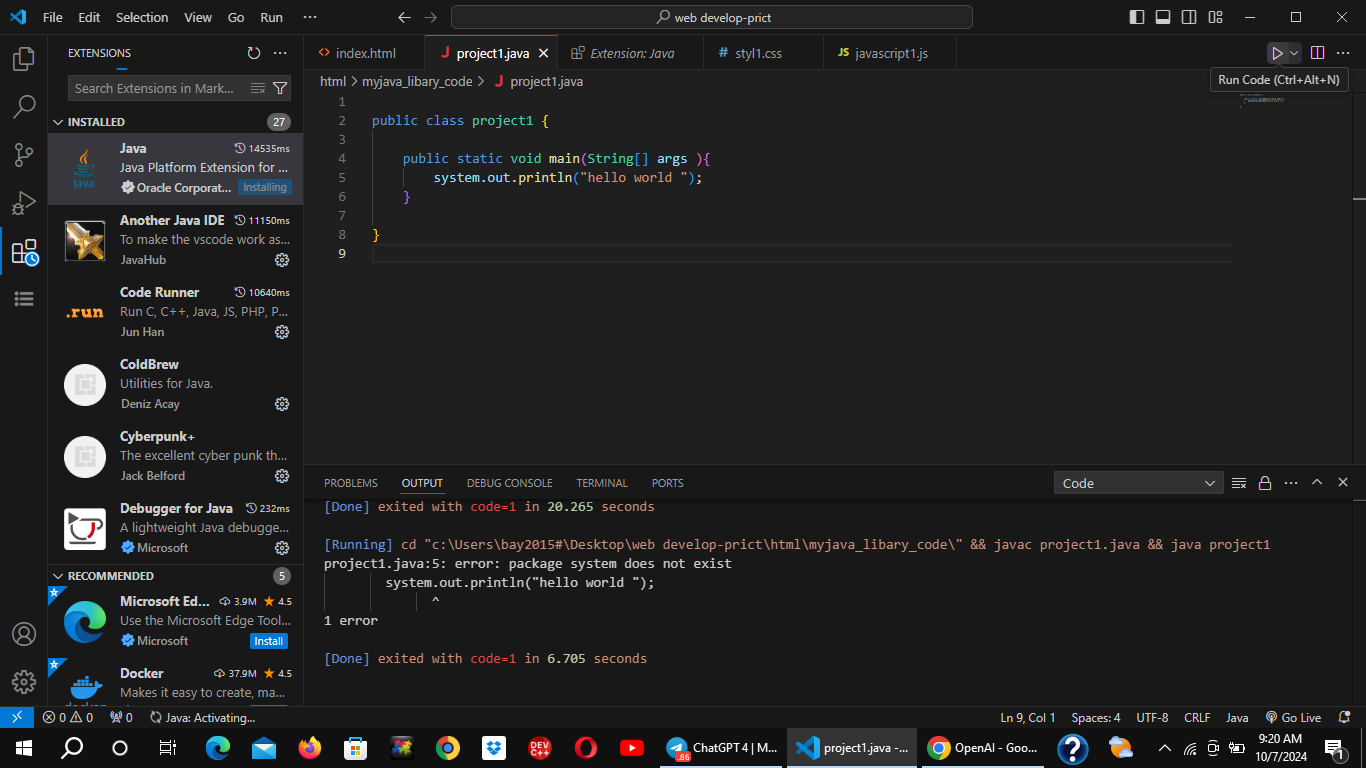 File Edit Selection View Go Run ···
web develop-prict
EXTENSIONS
Search Extensions in Mark...
INSTALLED 27
Java 14535ms
Java Platform Extension for ...
Oracle Corporat... Installing
Another Java IDE 11150ms
To make the vscode work as...
JavaHub
Code Runner 10640ms
.run
Run C, C++, Java, JS, PHP, P...
Jun Han
ColdBrew
Utilities for Java.
Deniz Acay
Cyberpunk+
The excellent cyber punk th...
Jack Belford
Debugger for Java 232ms
A lightweight Java debugge...
Microsoft
RECOMMENDED 5
Microsoft Ed... 3.9M 4.5
Use the Microsoft Edge Tool...
Microsoft Install
Docker 37.9M 4.5
Makes it easy to create, ma...
index.html project1.java Extension: Java styl1.css javascript1.js
html > myjava_libary_code > project1.java
Run Code (Ctrl+Alt+N)
1
2 public class project1 {
3
4 public static void main(String[] args ){
5 system.out.println("hello world ");
6 }
7
8 }
9
PROBLEMS OUTPUT DEBUG CONSOLE TERMINAL PORTS
Code
[Done] exited with code=1 in 20.265 seconds
[Running] cd "c:\Users\bay2015#\Desktop\web develop-prict\html\myjava_libary_code\" && javac project1.java && java project1
project1.java:5: error: package system does not exist
system.out.println("hello world ");
^
1 error
[Done] exited with code=1 in 6.705 seconds
0 0 0 Java: Activating...
Ln 9, Col 1 Spaces: 4 UTF-8 CRLF Java Go Live
DEV C++
.86
ChatGPT 4 | M...
project1.java -...
OpenAI - Goo...
9:20 AM
10/7/2024
1